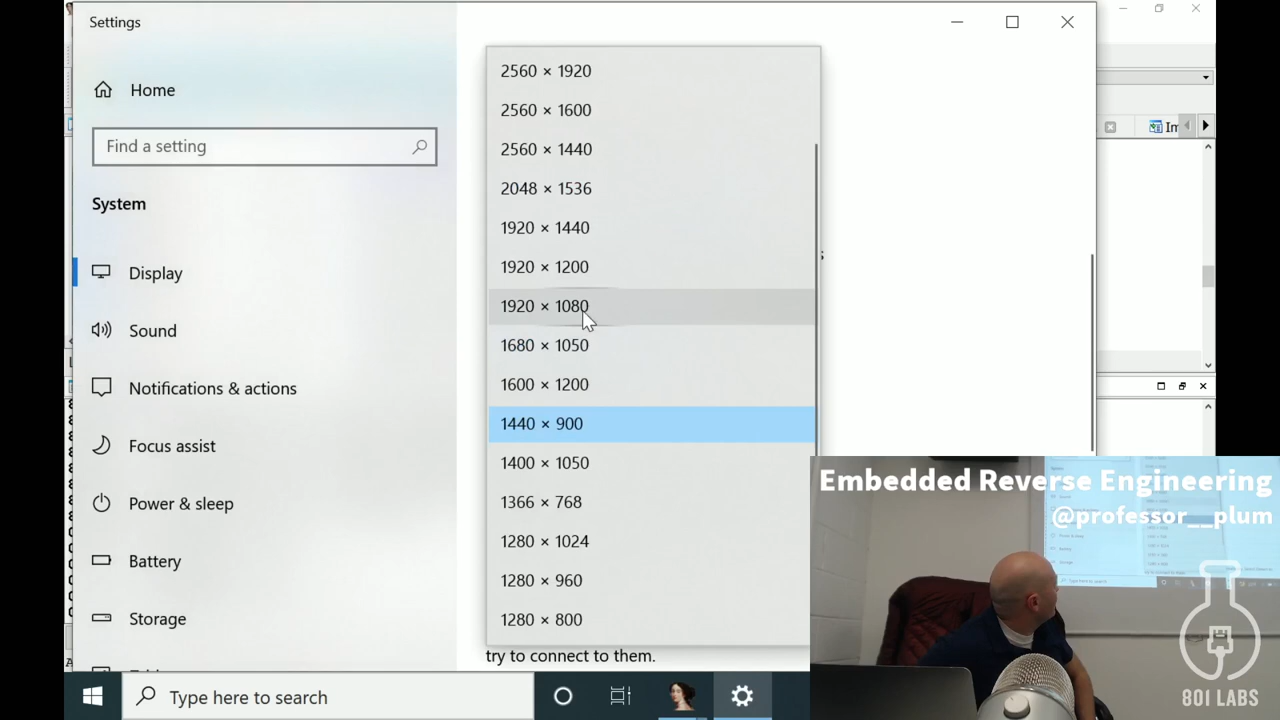 Settings
Home
Find a setting
System
Display
Sound
Notifications & actions
Focus assist
Power & sleep
Battery
Storage
2560 × 1920
2560 × 1600
2560 × 1440
2048 × 1536
1920 × 1440
1920 × 1200
1920 × 1080
1680 × 1050
1600 × 1200
1440 × 900
1400 × 1050
1366 × 768
1280 × 1024
1280 × 960
1280 × 800
try to connect to them.
Embedded Reverse Engineering
@professor__plum
801 LABS
Type here to search